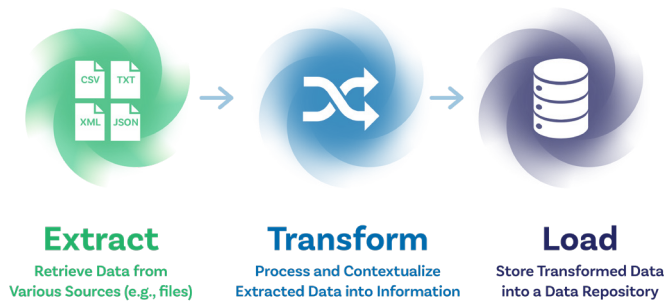 CSV TXT
XML JSON
Extract
Retrieve Data from
Various Sources (e.g., files)
Transform
Process and Contextualize
Extracted Data into Information
Load
Store Transformed Data
into a Data Repository